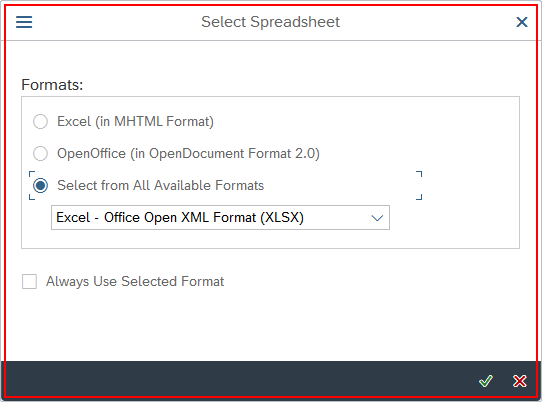 Select Spreadsheet
Formats:
Excel (in MHTML Format)
OpenOffice (in OpenDocument Format 2.0)
Select from All Available Formats
Excel - Office Open XML Format (XLSX)
Always Use Selected Format